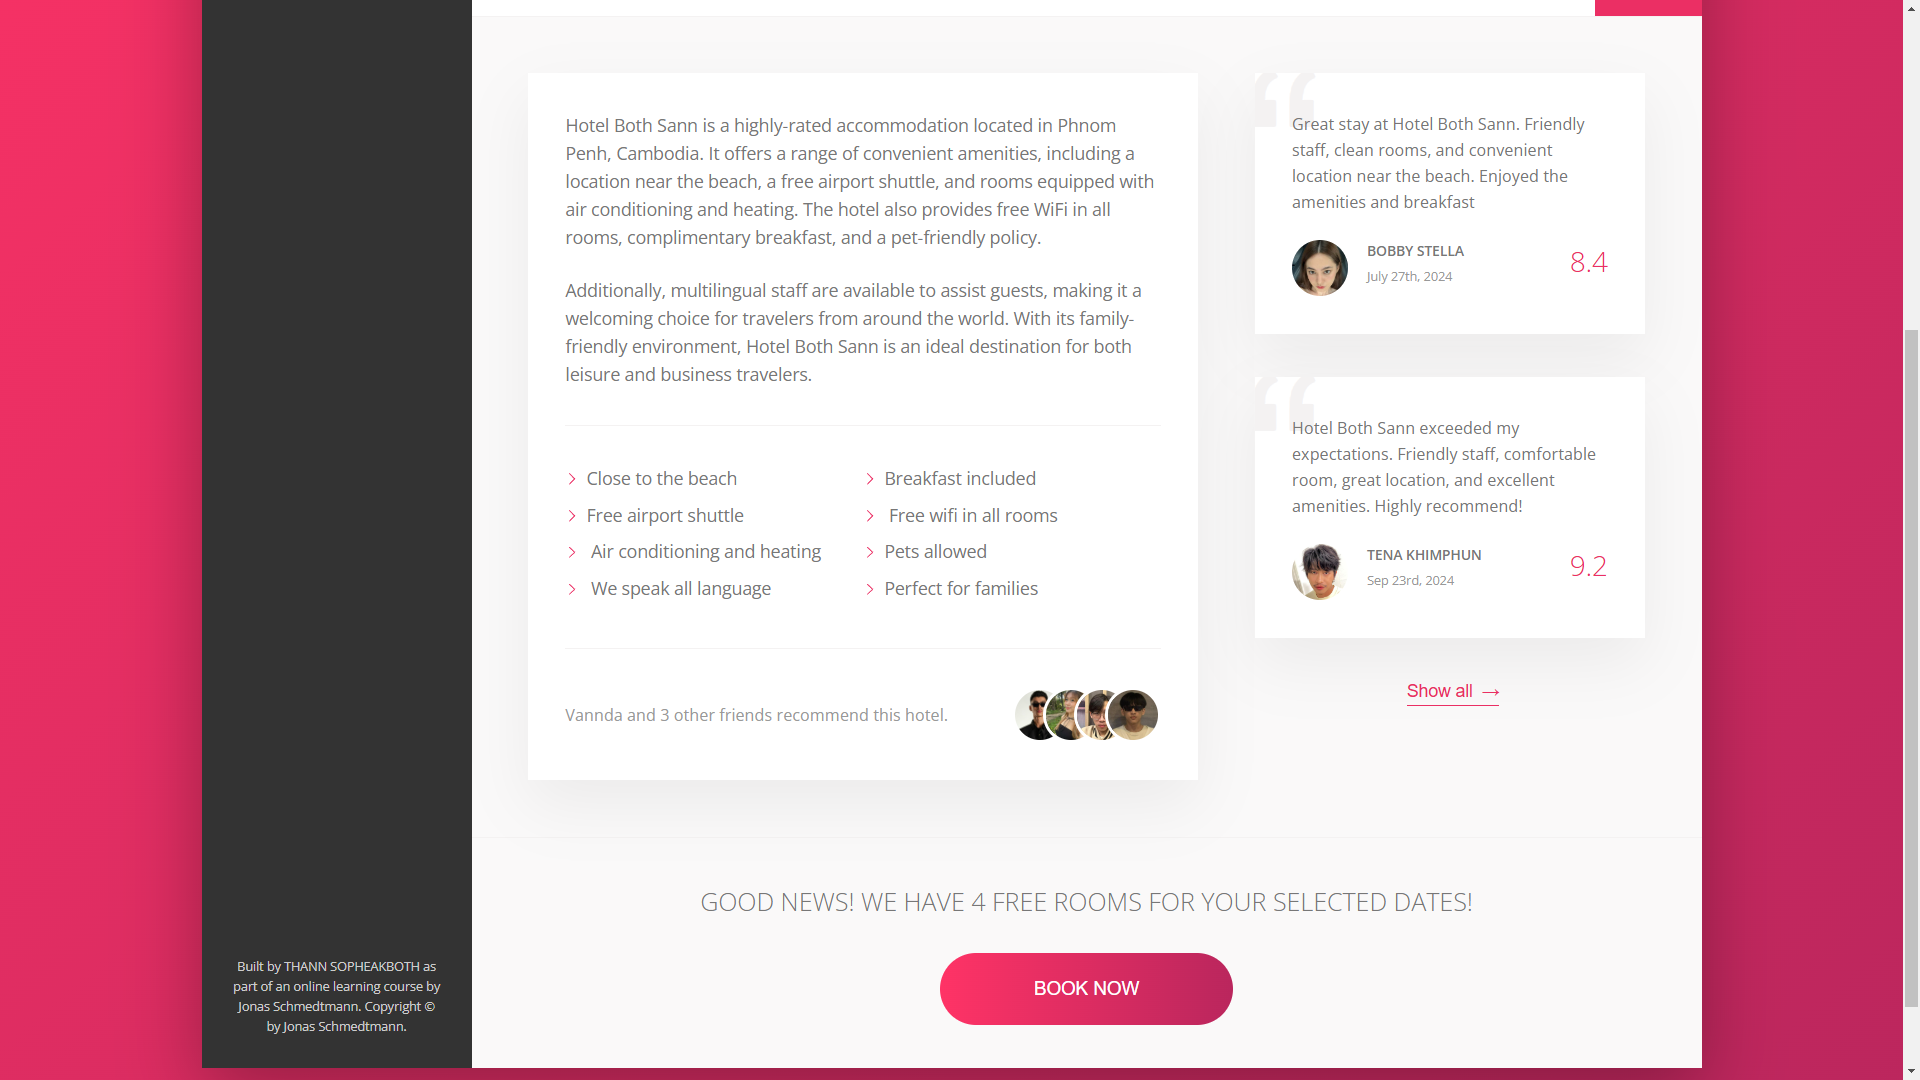 Hotel Both Sann is a highly-rated accommodation located in Phnom
Penh, Cambodia. It offers a range of convenient amenities, including a
location near the beach, a free airport shuttle, and rooms equipped with
air conditioning and heating. The hotel also provides free WiFi in all
rooms, complimentary breakfast, and a pet-friendly policy.
Additionally, multilingual staff are available to assist guests, making it a
welcoming choice for travelers from around the world. With its family-
friendly environment, Hotel Both Sann is an ideal destination for both
leisure and business travelers.
Close to the beach
Breakfast included
Free airport shuttle
Free wifi in all rooms
Air conditioning and heating
Pets allowed
We speak all language
Perfect for families
Vannda and 3 other friends recommend this hotel.
Great stay at Hotel Both Sann. Friendly
staff, clean rooms, and convenient
location near the beach. Enjoyed the
amenities and breakfast
BOBBY STELLA
July 27th, 2024
8.4
Hotel Both Sann exceeded my
expectations. Friendly staff, comfortable
room, great location, and excellent
amenities. Highly recommend!
TENA KHIMPHUN
Sep 23rd, 2024
9.2
Show all →
GOOD NEWS! WE HAVE 4 FREE ROOMS FOR YOUR SELECTED DATES!
BOOK NOW
Built by THANN SOPHEAKBOTH as
part of an online learning course by
Jonas Schmedtmann. Copyright ©
by Jonas Schmedtmann.